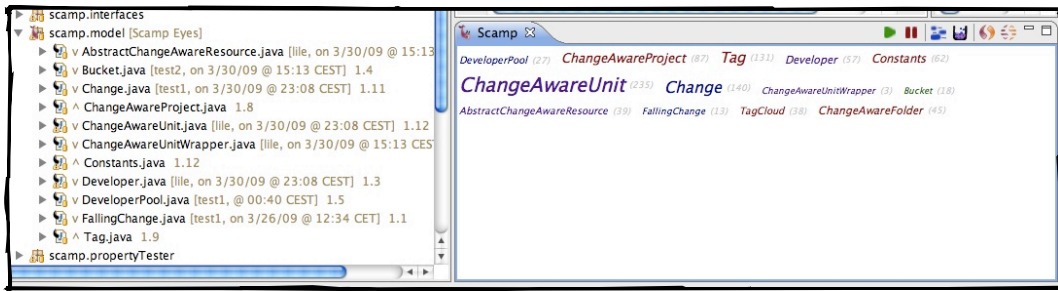 scamp.interfaces
scamp.model [Scamp Eyes]
v AbstractChangeAwareResource.java [lile, on 3/30/09 @ 15:13
v Bucket.java [test2, on 3/30/09 @ 15:13 CEST] 1.4
v Change.java [test1, on 3/30/09 @ 23:08 CEST] 1.11
^ ChangeAwareProject.java 1.8
v ChangeAwareUnit.java [lile, on 3/30/09 @ 23:08 CEST] 1.12
v ChangeAwareUnitWrapper.java [lile, on 3/30/09 @ 15:13 CES
^ Constants.java 1.12
v Developer.java [lile, on 3/30/09 @ 23:08 CEST] 1.3
v DeveloperPool.java [test1, @ 00:40 CEST] 1.5
v FallingChange.java [test1, on 3/26/09 @ 12:34 CET] 1.1
^ Tag.java 1.9
scamp.propertyTester
Scamp
DeveloperPool (27) ChangeAwareProject (87) Tag (131) Developer (57) Constants (62)
ChangeAwareUnit (235) Change (140) ChangeAwareUnitWrapper (3) Bucket (18)
AbstractChangeAwareResource (39) FallingChange (13) TagCloud (38) ChangeAwareFolder (45)